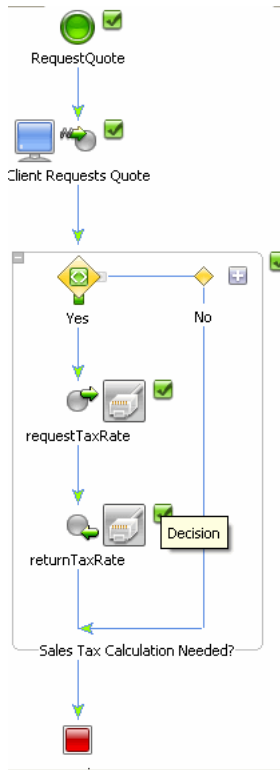 RequestQuote
Client Requests Quote
Yes
No
requestTaxRate
Decision
returnTaxRate
Sales Tax Calculation Needed?